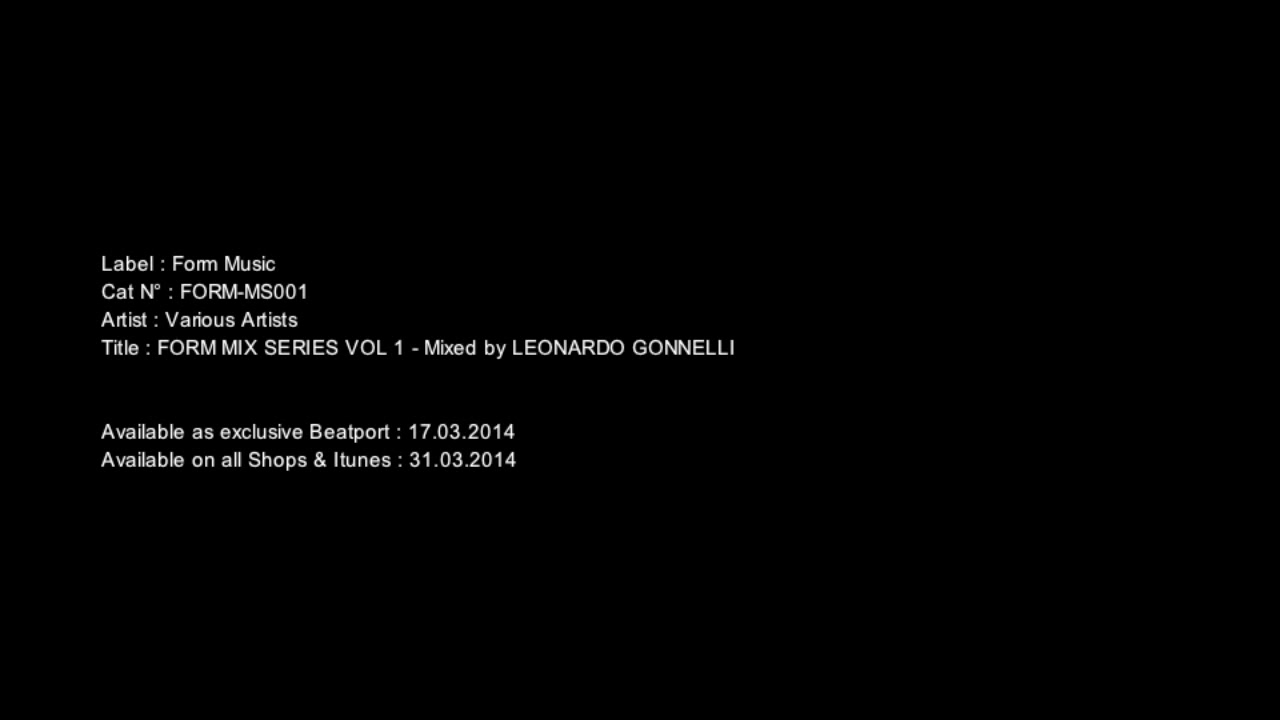 Label : Form Music
Cat N° : FORM-MS001
Artist : Various Artists
Title : FORM MIX SERIES VOL 1 - Mixed by LEONARDO GONNELLI
Available as exclusive Beatport : 17.03.2014
Available on all Shops & Itunes : 31.03.2014